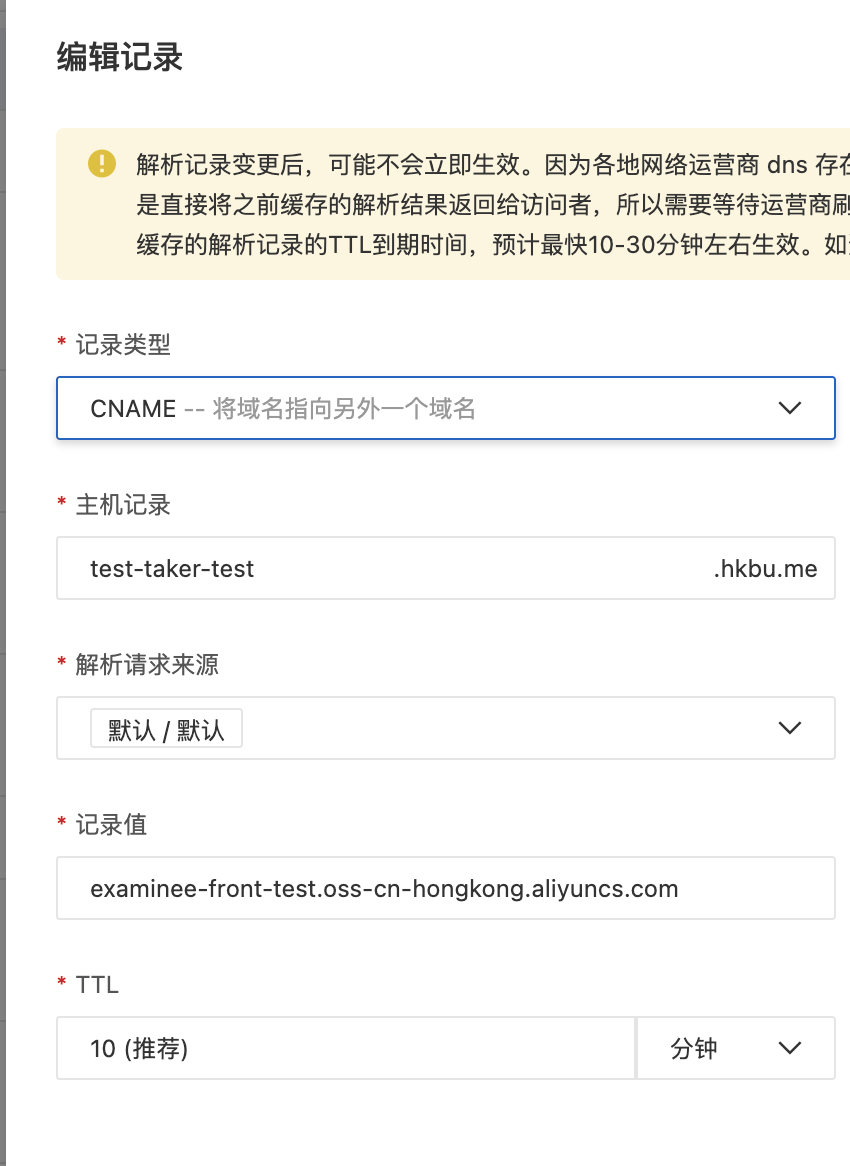 编辑记录
解析记录变更后，可能不会立即生效。因为各地网络运营商 dns 存在
是直接将之前缓存的解析结果返回给访问者，所以需要等待运营商刷
缓存的解析记录的TTL到期时间，预计最快10-30分钟左右生效。如
* 记录类型
CNAME -- 将域名指向另外一个域名
* 主机记录
test-taker-test .hkbu.me
* 解析请求来源
默认 / 默认
* 记录值
examinee-front-test.oss-cn-hongkong.aliyuncs.com
* TTL
10 (推荐) 分钟